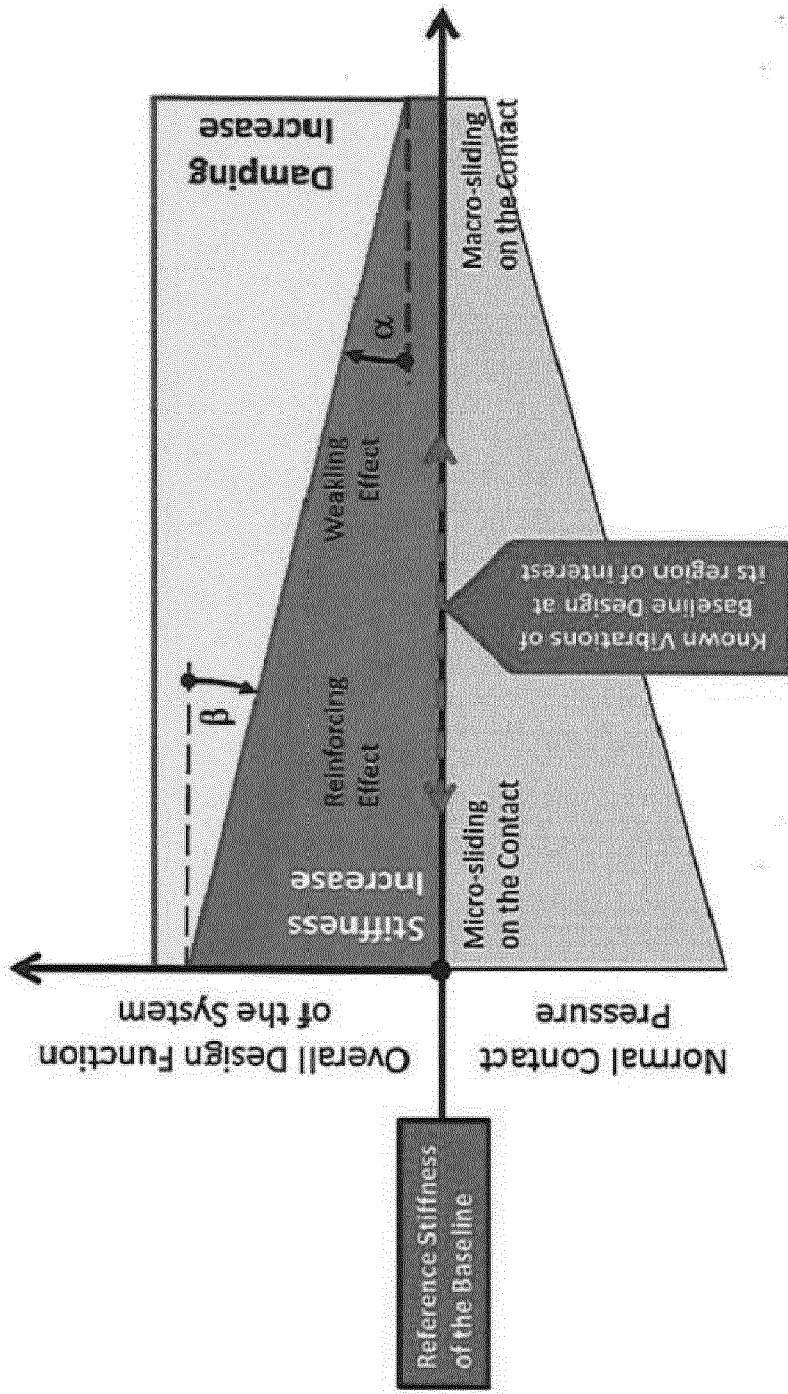 Overall Design Function
of the System
Normal Contact
Pressure
Reference Stiffness
of the Baseline
Stiffness
Increase
Damping
Increase
β
α
Reinforcing
Effect
Weakling
Effect
Micro-sliding
on the Contact
Macro-sliding
on the Contact
Known Vibrations of
Baseline Design at
its region of interest